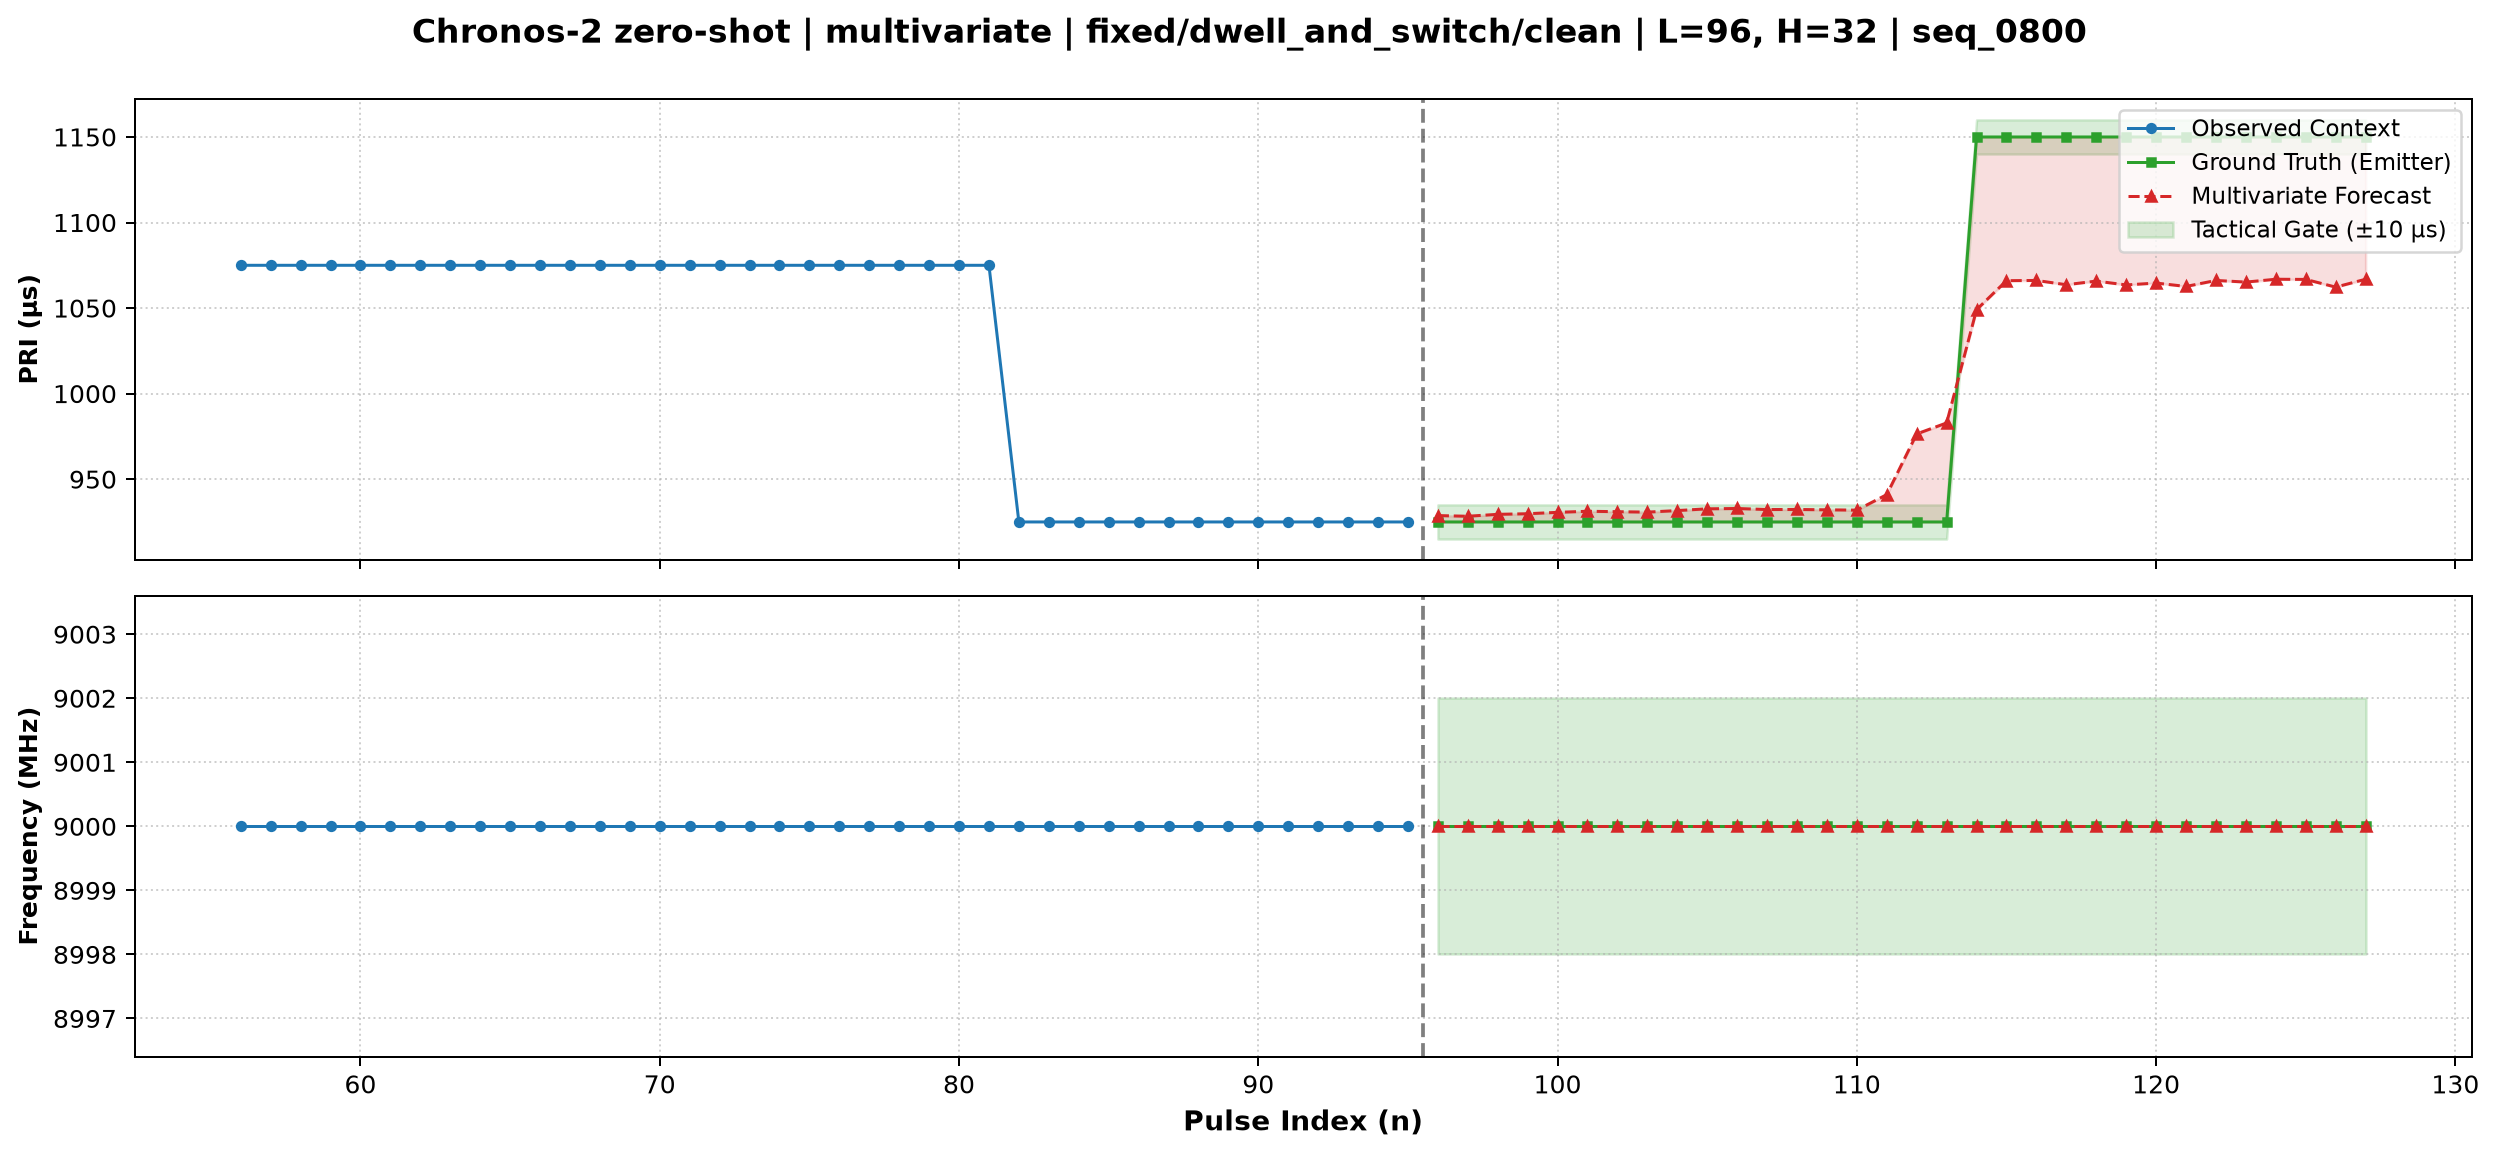 Chronos-2 zero-shot | multivariate | fixed/dwell_and_switch/clean | L=96, H=32 | seq_0800
PRI (µs)
1150
1100
1050
1000
950
Observed Context
Ground Truth (Emitter)
Multivariate Forecast
Tactical Gate (±10 µs)
Frequency (MHz)
9003
9002
9001
9000
8999
8998
8997
60 70 80 90 100 110 120 130
Pulse Index (n)